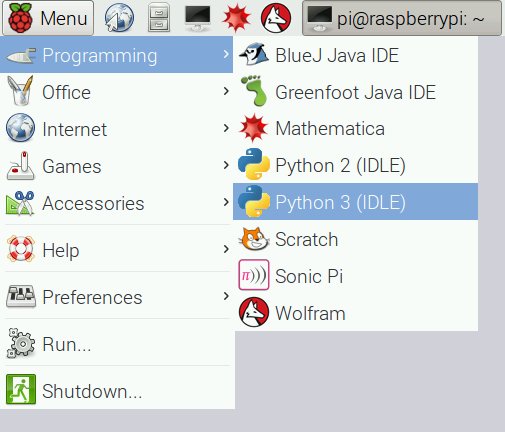 Menu
pi@raspberrypi: ~
Programming
Office
Internet
Games
Accessories
Help
Preferences
Run...
Shutdown...
BlueJ Java IDE
Greenfoot Java IDE
Mathematica
Python 2 (IDLE)
Python 3 (IDLE)
Scratch
Sonic Pi
Wolfram